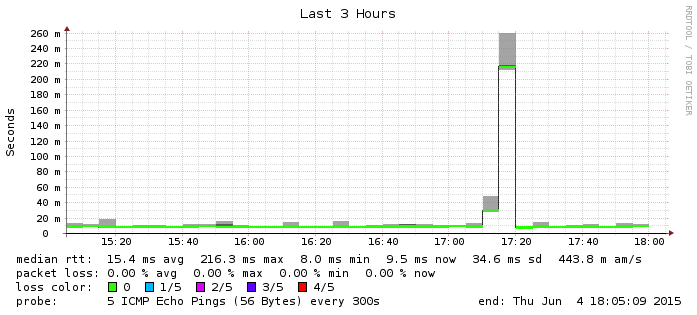 Last 3 Hours
RRDTOOL / TOBI OETIKER
Seconds
260 m
240 m
220 m
200 m
180 m
160 m
140 m
120 m
100 m
80 m
60 m
40 m
20 m
0
15:20 15:40 16:00 16:20 16:40 17:00 17:20 17:40 18:00
median rtt: 15.4 ms avg 216.3 ms max 8.0 ms min 9.5 ms now 34.6 ms sd 443.8 m am/s
packet loss: 0.00 % avg 0.00 % max 0.00 % min 0.00 % now
loss color: 0 1/5 2/5 3/5 4/5
probe: 5 ICMP Echo Pings (56 Bytes) every 300s end: Thu Jun 4 18:05:09 2015